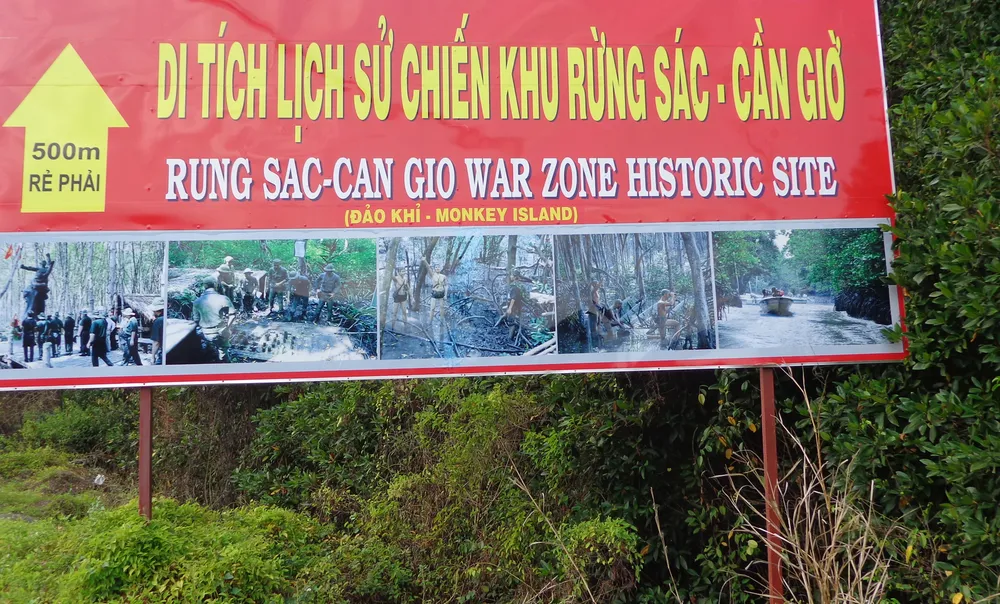 DI TÍCH LỊCH SỬ CHIẾN KHU RỪNG SÁC - CẦN GIỜ
500m
RẺ PHẢI
RUNG SAC-CAN GIO WAR ZONE HISTORIC SITE
(ĐẢO KHỈ - MONKEY ISLAND)